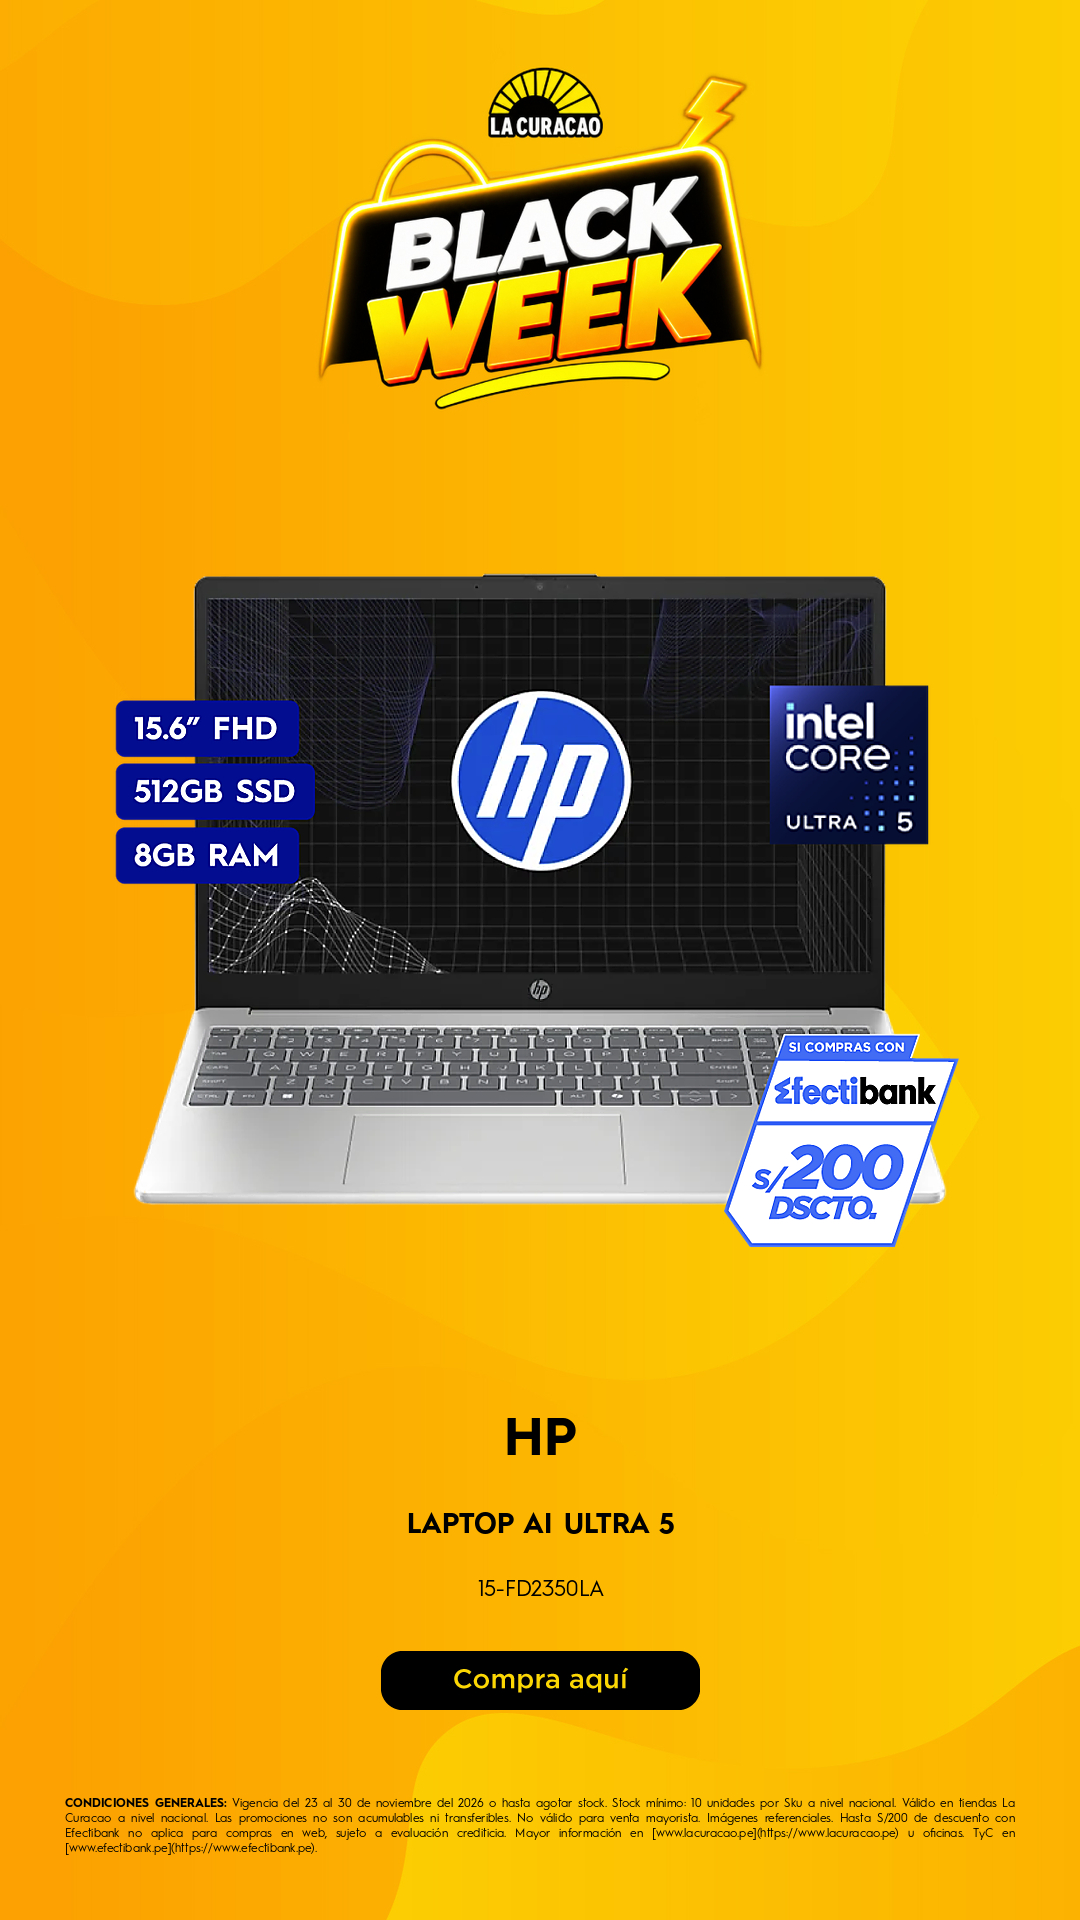 LA CURACAO
BLACK
WEEK
15.6” FHD
512GB SSD
8GB RAM
hp
intel
CORE
ULTRA 5
hp
SI COMPRAS CON
Efectibank
S/200
DSCTO.
HP
LAPTOP AI ULTRA 5
15-FD2350LA
Compra aquí
CONDICIONES GENERALES: Vigencia del 23 al 30 de noviembre del 2026 o hasta agotar stock. Stock mínimo: 10 unidades por Sku a nivel nacional. Válido en tiendas La
Curacao a nivel nacional. Las promociones no son acumulables ni transferibles. No válido para venta mayorista. Imágenes referenciales. Hasta S/200 de descuento con
Efectibank no aplica para compras en web, sujeto a evaluación crediticia. Mayor información en [www.lacuracao.pe](https://www.lacuracao.pe) u oficinas. TyC en
[www.efectibank.pe](https://www.efectibank.pe).